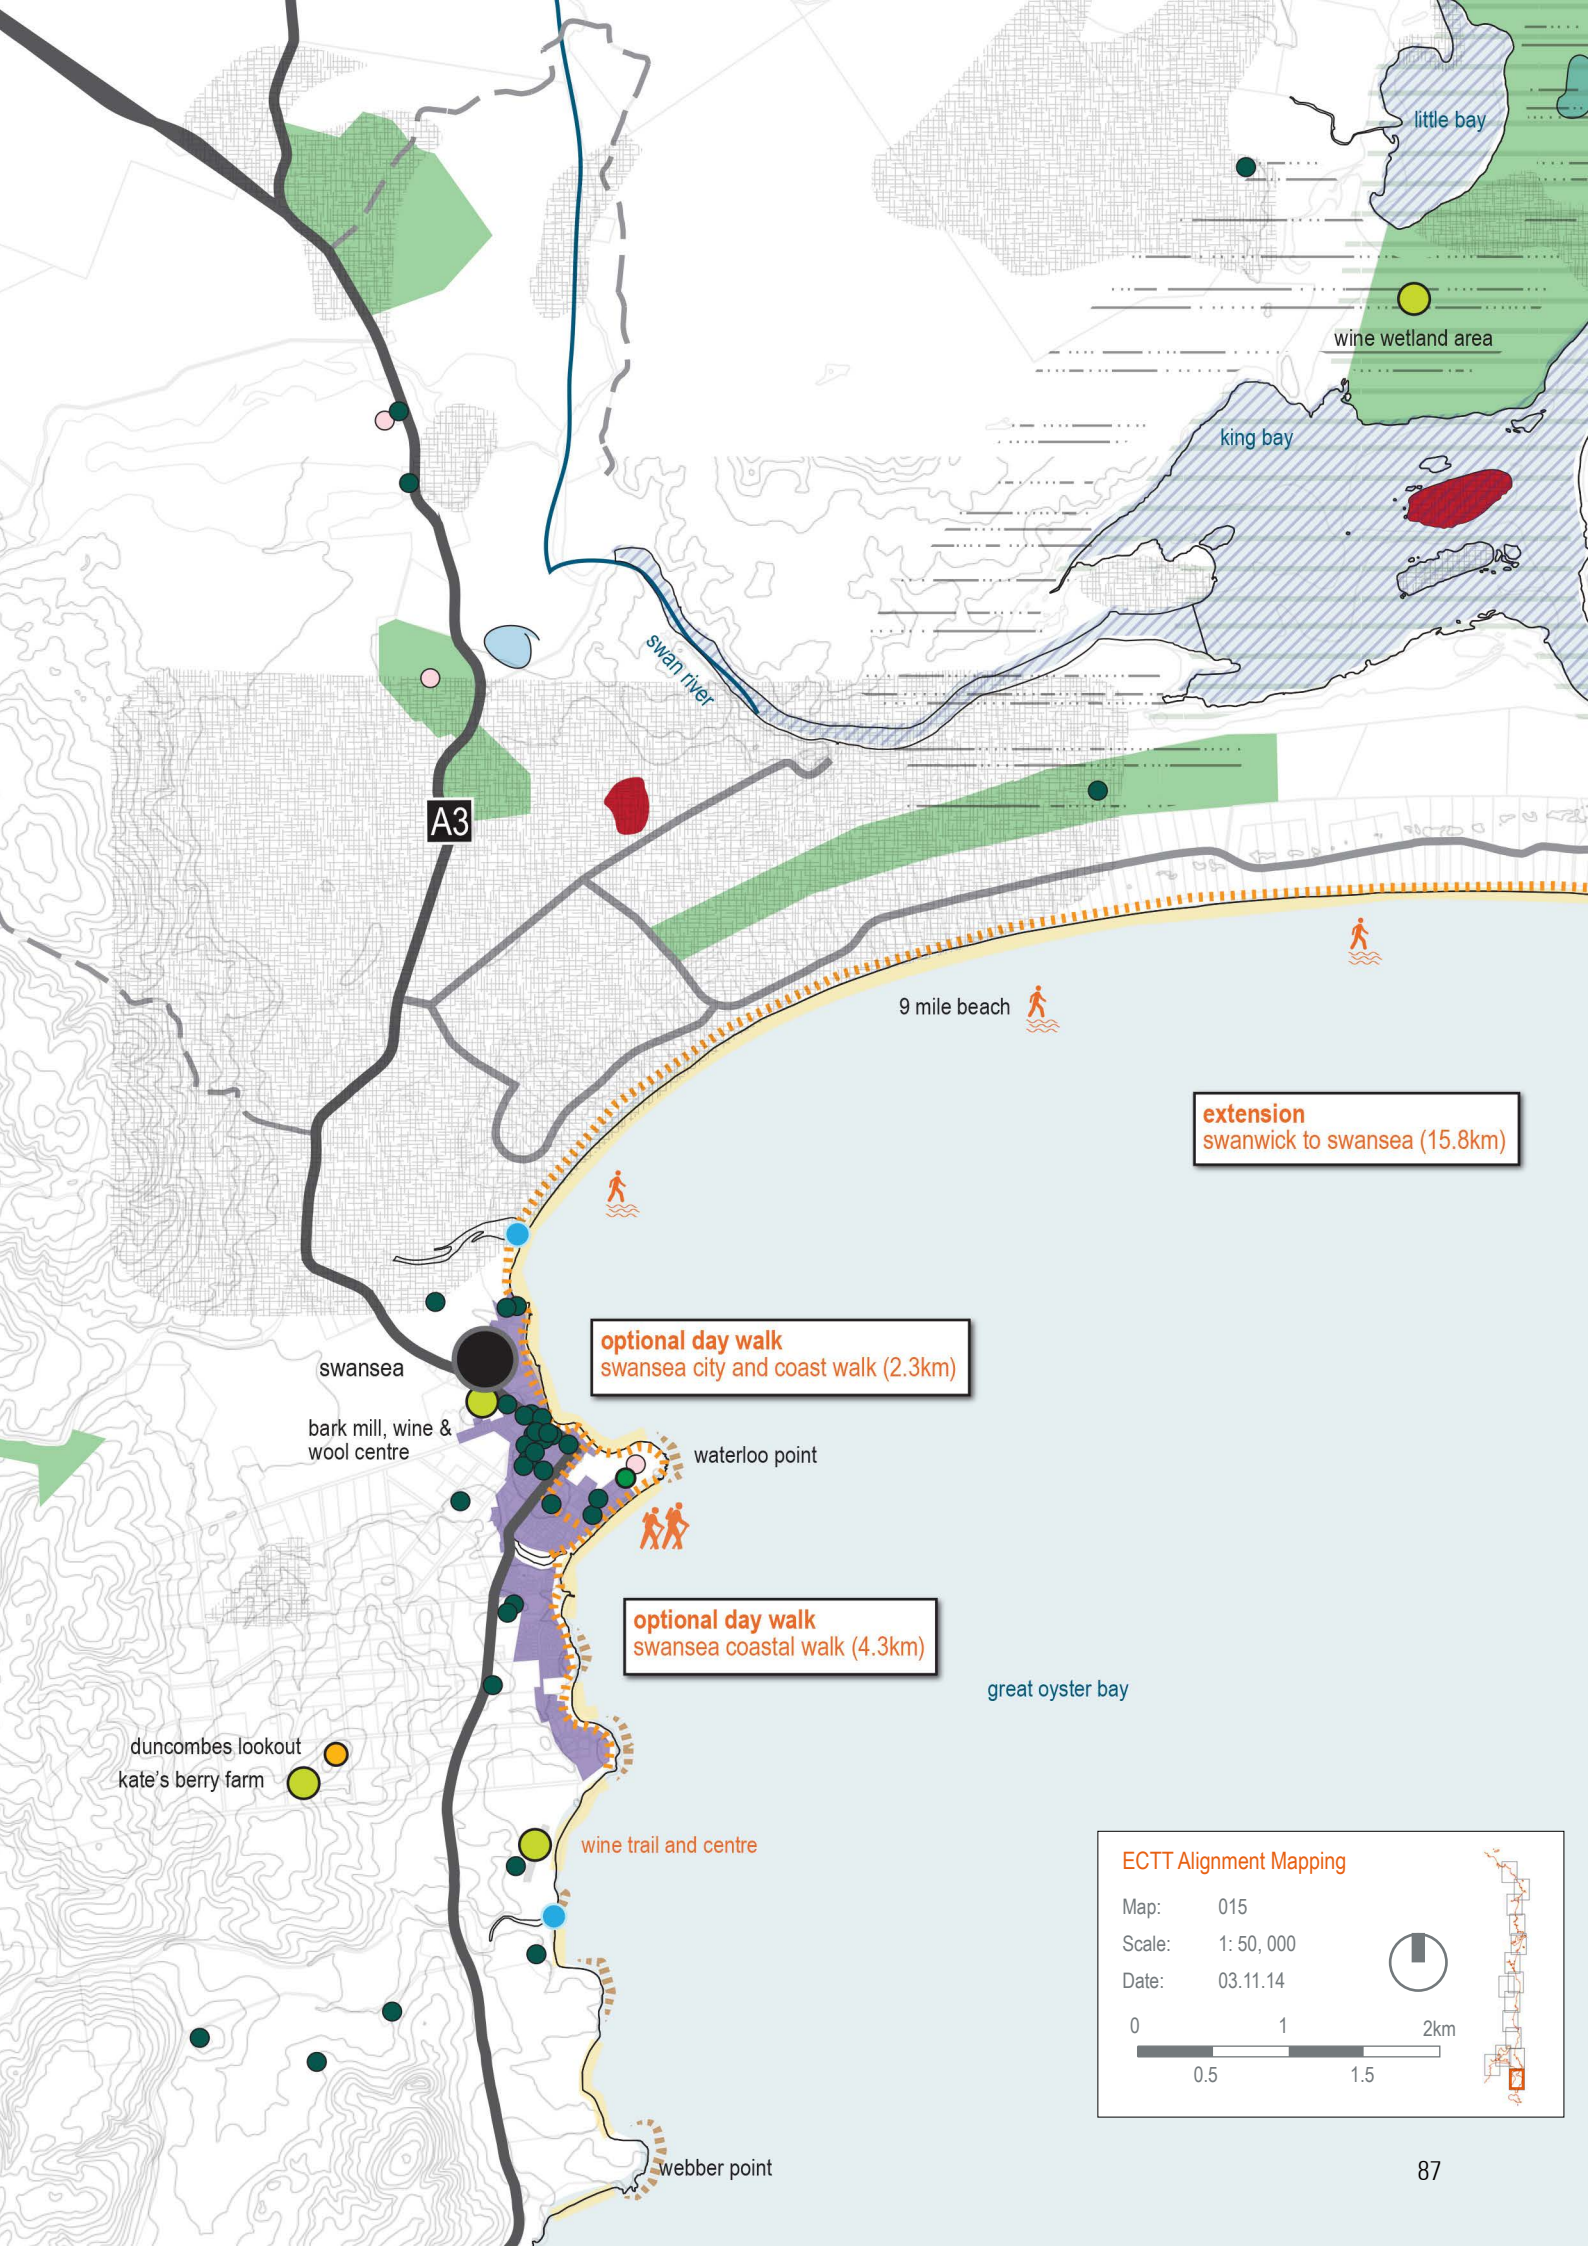 little bay
wine wetland area
king bay
swan river
A3
9 mile beach
extension
swanwick to swansea (15.8km)
optional day walk
swansea city and coast walk (2.3km)
swansea
bark mill, wine &
wool centre
waterloo point
optional day walk
swansea coastal walk (4.3km)
great oyster bay
duncombes lookout
kate's berry farm
wine trail and centre
ECTT Alignment Mapping
Map: 015
Scale: 1: 50, 000
Date: 03.11.14
0 1 2km
0.5 1.5
webber point
87